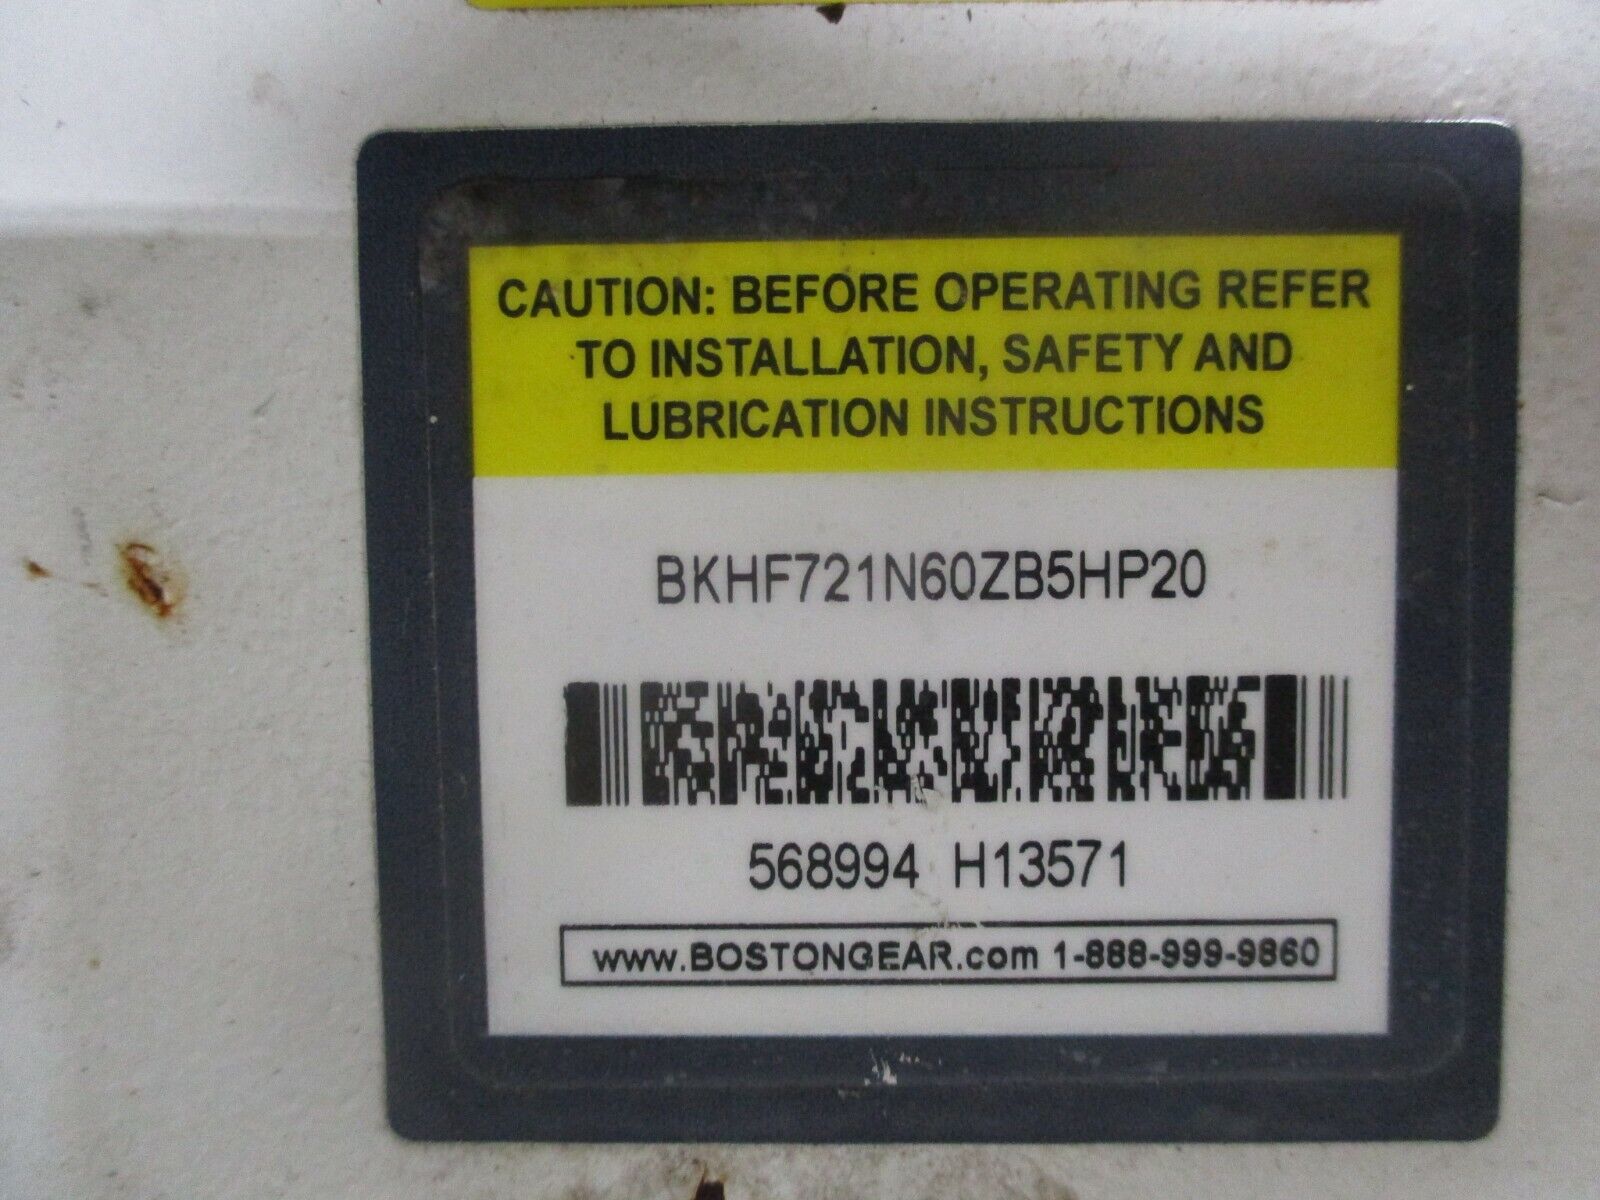 CAUTION: BEFORE OPERATING REFER
TO INSTALLATION, SAFETY AND
LUBRICATION INSTRUCTIONS
BKHF721N60ZB5HP20
568994 H13571
www.BOSTONGEAR.com 1-888-999-9860